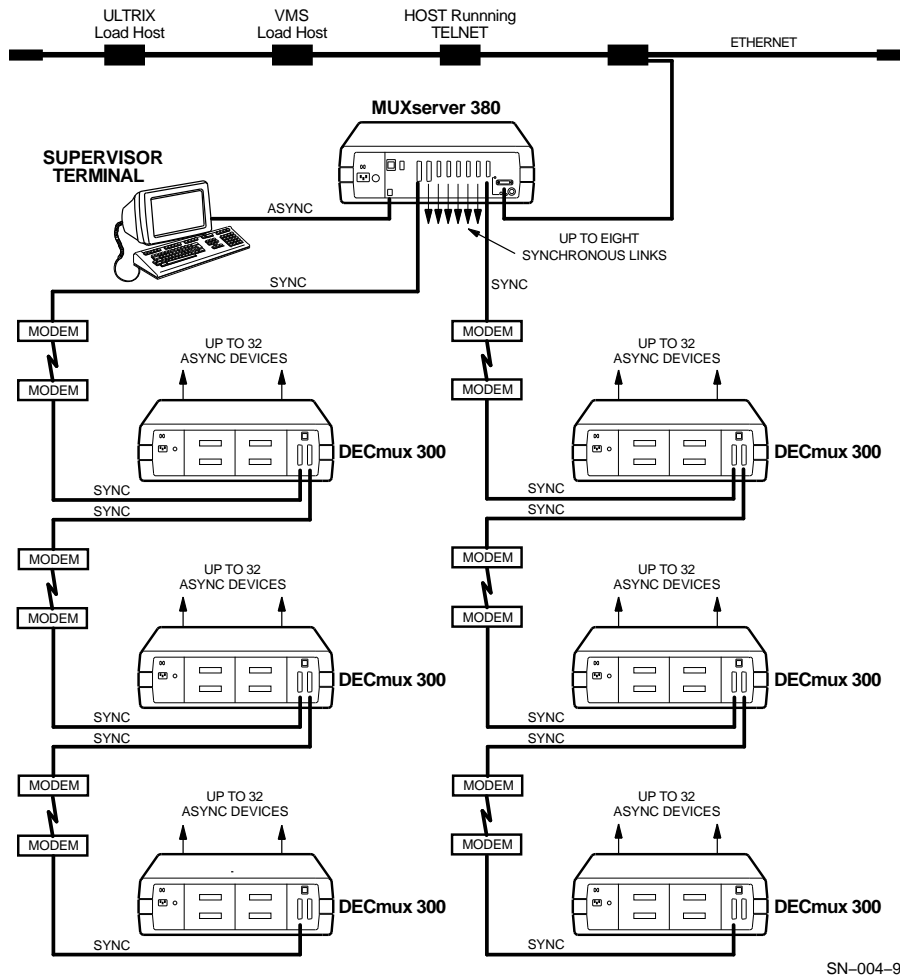 ULTRIX
Load Host
VMS
Load Host
HOST Runnning
TELNET
ETHERNET
MUXserver 380
SUPERVISOR
TERMINAL
ASYNC
UP TO EIGHT
SYNCHRONOUS LINKS
SYNC
SYNC
MODEM
MODEM
UP TO 32
ASYNC DEVICES
UP TO 32
ASYNC DEVICES
MODEM
MODEM
DECmux 300
DECmux 300
SYNC
SYNC
SYNC
SYNC
MODEM
MODEM
UP TO 32
ASYNC DEVICES
UP TO 32
ASYNC DEVICES
MODEM
MODEM
DECmux 300
DECmux 300
SYNC
SYNC
SYNC
SYNC
MODEM
MODEM
UP TO 32
ASYNC DEVICES
UP TO 32
ASYNC DEVICES
MODEM
MODEM
DECmux 300
DECmux 300
SYNC
SYNC
SN–004–9